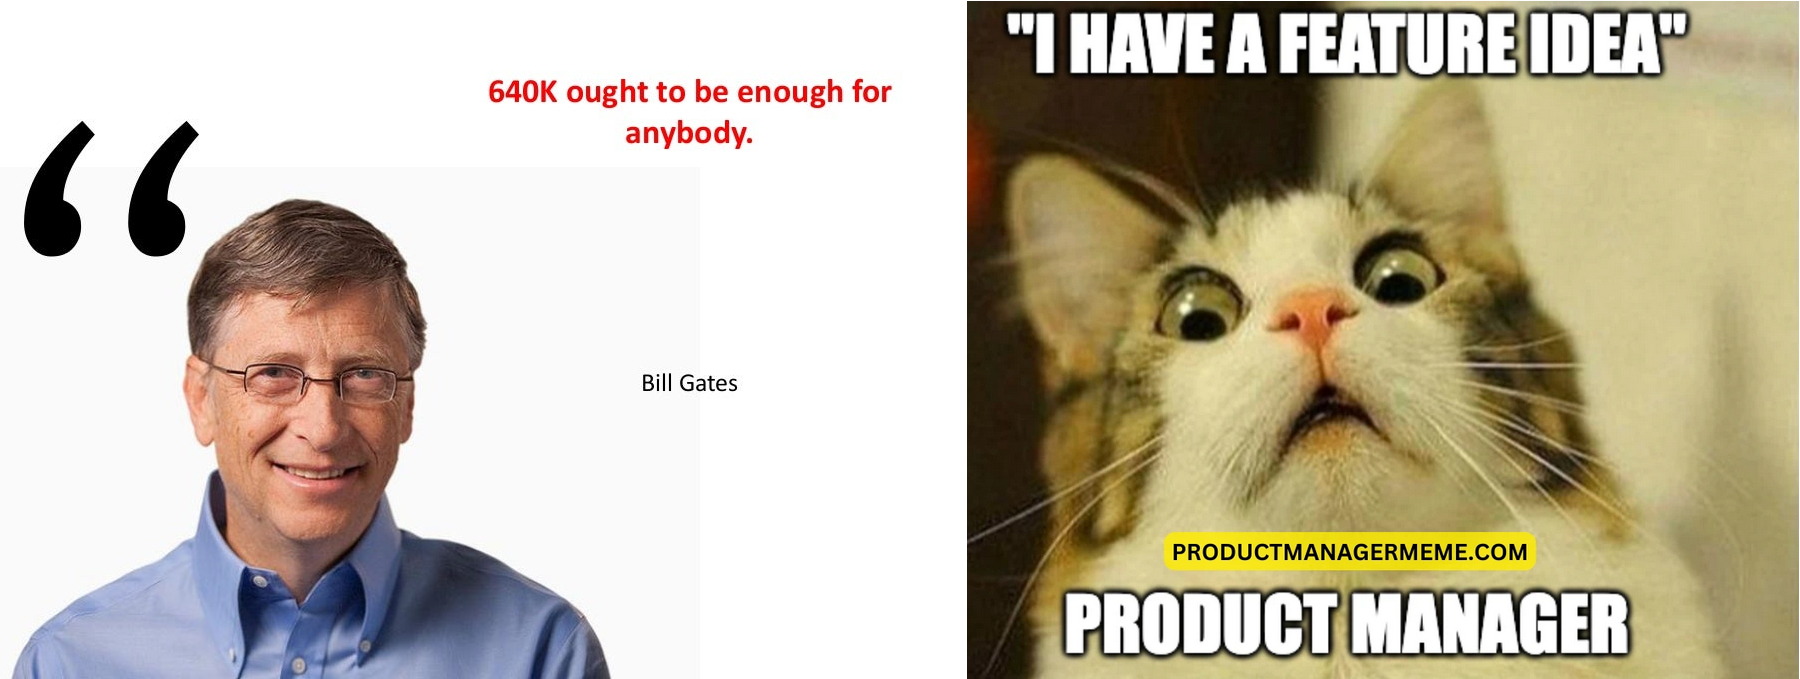 640K ought to be enough for
anybody.
Bill Gates
"I HAVE A FEATURE IDEA"
PRODUCTMANAGERMEME.COM
PRODUCT MANAGER